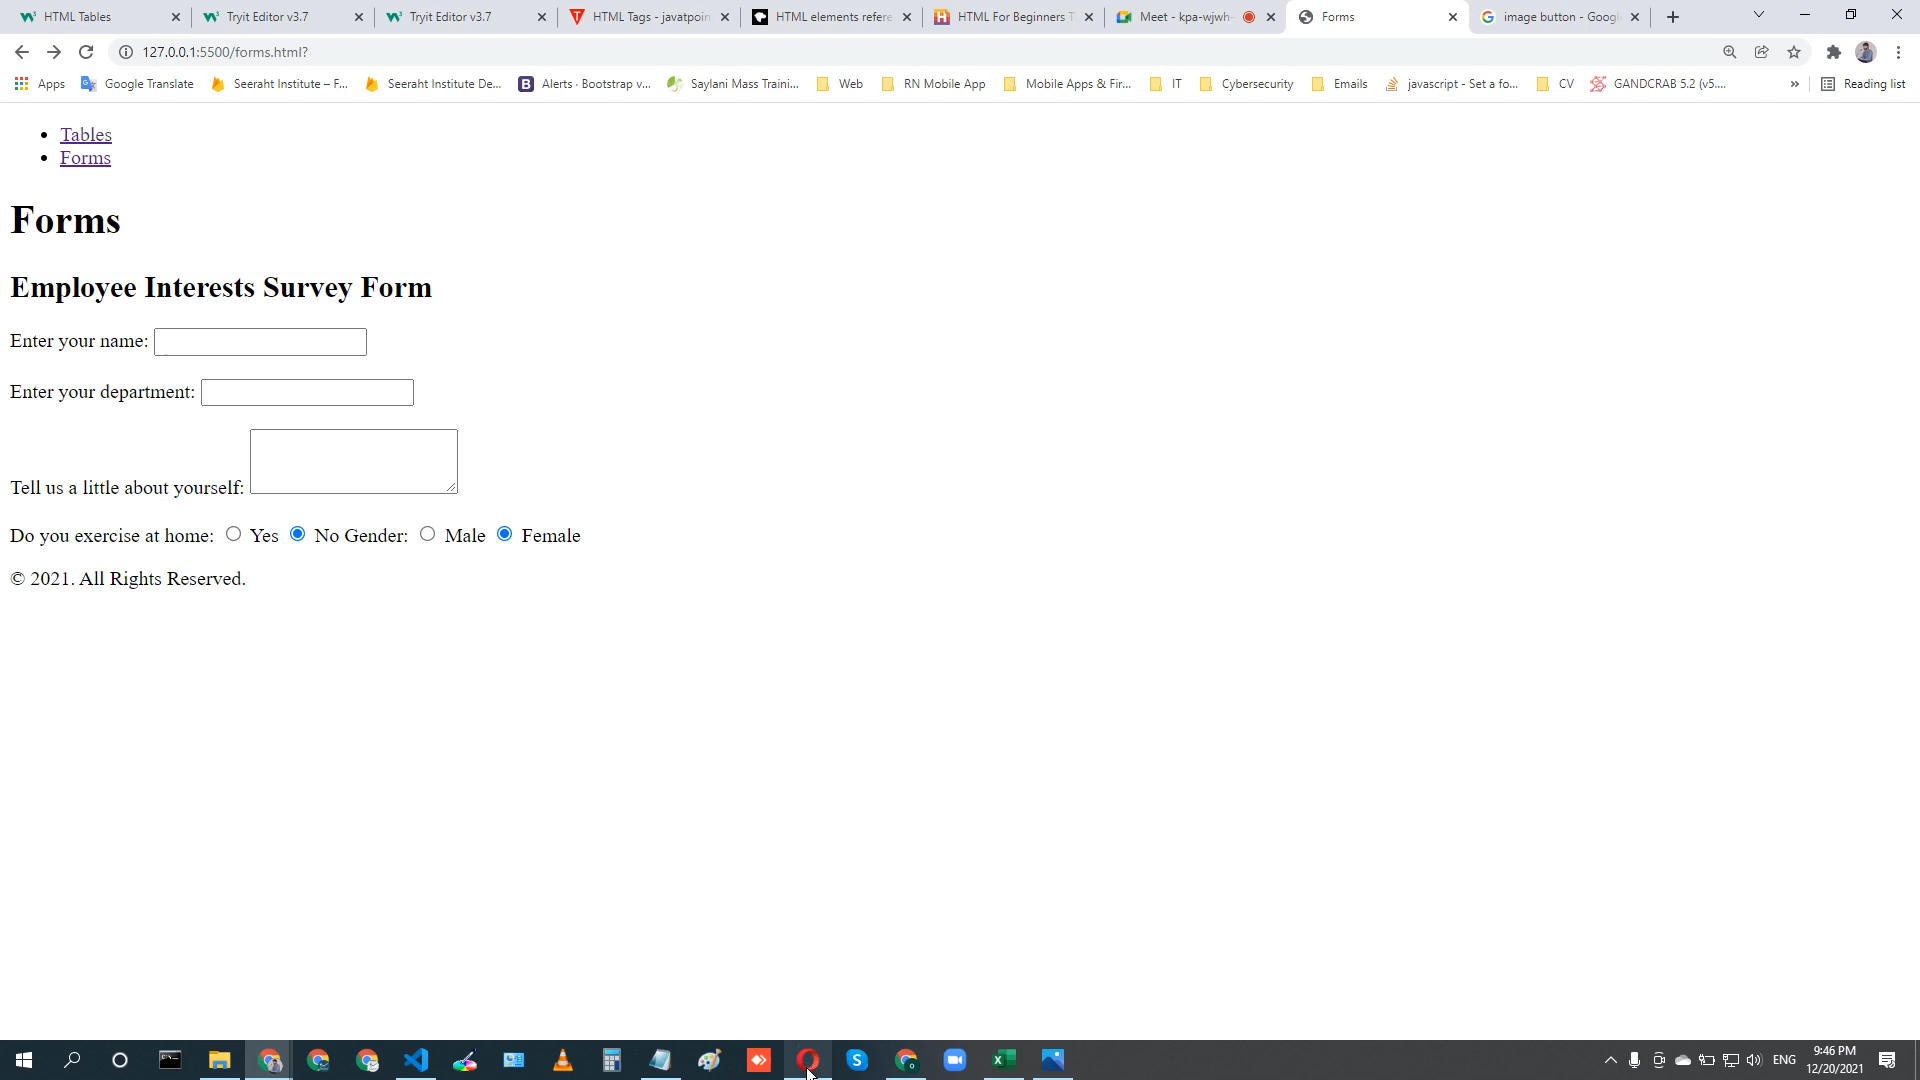 HTML Tables
Tryit Editor v3.7
Tryit Editor v3.7
HTML Tags - javatpoin
HTML elements refere
HTML For Beginners T
Meet - kpa-wjwh-
Forms
image button - Googl
127.0.0.1:5500/forms.html?
Apps
Google Translate
Seeraht Institute – F...
Seeraht Institute De...
Alerts · Bootstrap v...
Saylani Mass Traini...
Web
RN Mobile App
Mobile Apps & Fir...
IT
Cybersecurity
Emails
javascript - Set a fo...
CV
GANDCRAB 5.2 (v5....
»
Reading list
• Tables
• Forms
Forms
Employee Interests Survey Form
Enter your name:
Enter your department:
Tell us a little about yourself:
Do you exercise at home: Yes No Gender: Male Female
© 2021. All Rights Reserved.
ENG
9:46 PM
12/20/2021